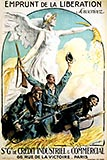 EMPRUNT DE LA LIBERATION
Souscrivez
Sté Gle DE CRÉDIT INDUSTRIEL & COMMERCIAL
66 RUE DE LA VICTOIRE - PARIS